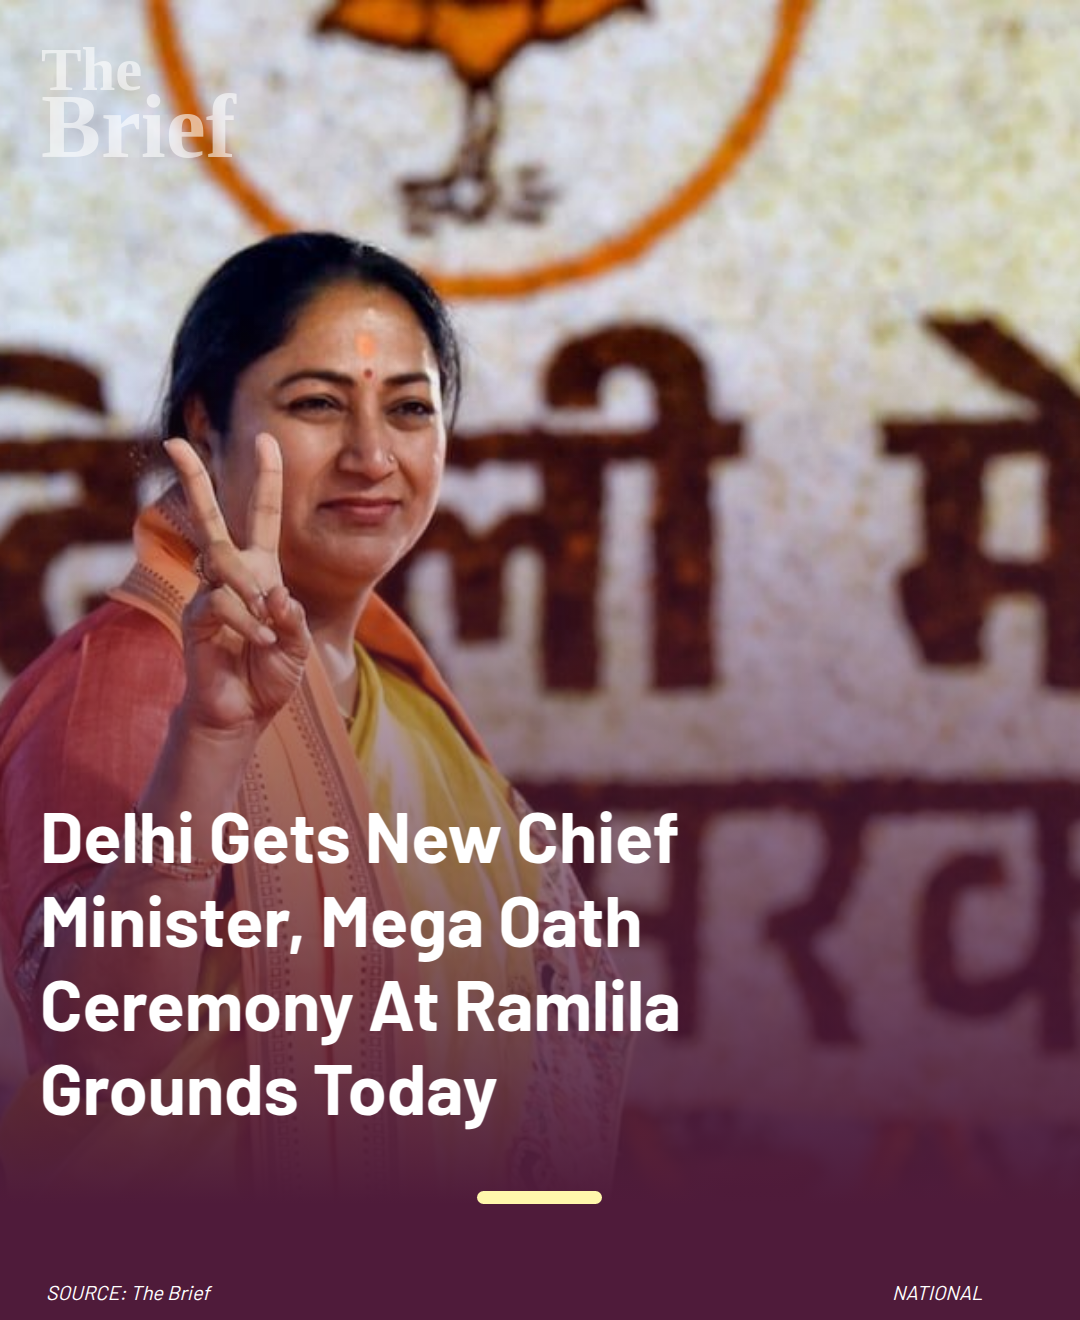 The
Brief
Delhi Gets New Chief
Minister, Mega Oath
Ceremony At Ramlila
Grounds Today
SOURCE: The Brief
NATIONAL